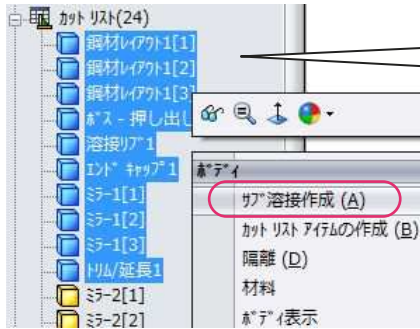 カット リスト(24)
鋼材レイアウト1[1]
鋼材レイアウト1[2]
鋼材レイアウト1[3]
ボス - 押し出し
溶接リブ1
エンド キャップ1
ミラー1[1]
ミラー1[2]
ミラー1[3]
トリム/延長1
ミラー2[1]
ミラー2[2]
ボディ
サブ溶接作成 (A)
カット リスト アイテムの作成 (B)
隔離 (D)
材料
ボディ表示